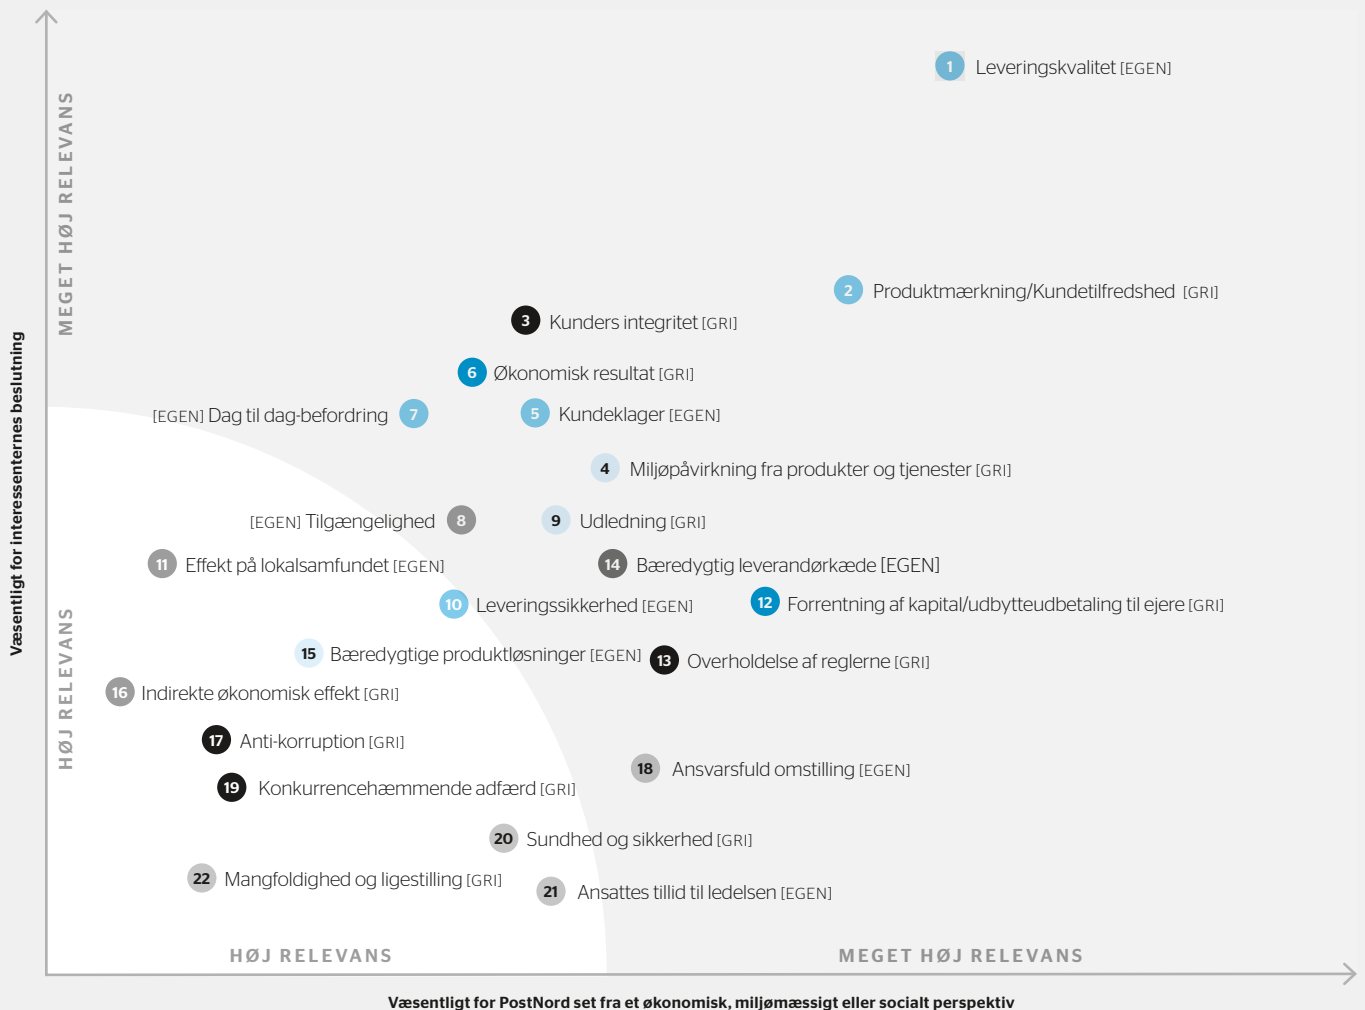 MEGET HØJ RELEVANS
HØJ RELEVANS
Væsentligt for interessenternes beslutning
1 Leveringskvalitet [EGEN]
2 Produktmærkning/Kundetilfredshed [GRI]
3 Kunders integritet [GRI]
6 Økonomisk resultat [GRI]
[EGEN] Dag til dag-befordring 7
5 Kundeklager [EGEN]
4 Miljøpåvirkning fra produkter og tjenester [GRI]
[EGEN] Tilgængelighed 8
9 Udledning [GRI]
11 Effekt på lokalsamfundet [EGEN]
14 Bæredygtig leverandørkæde [EGEN]
10 Leveringssikkerhed [EGEN]
12 Forrentning af kapital/udbytteudbetaling til ejere [GRI]
15 Bæredygtige produktløsninger [EGEN]
13 Overholdelse af reglerne [GRI]
16 Indirekte økonomisk effekt [GRI]
17 Anti-korruption [GRI]
18 Ansvarsfuld omstilling [EGEN]
19 Konkurrencehæmmende adfærd [GRI]
20 Sundhed og sikkerhed [GRI]
22 Mangfoldighed og ligestilling [GRI]
21 Ansattes tillid til ledelsen [EGEN]
HØJ RELEVANS
MEGET HØJ RELEVANS
Væsentligt for PostNord set fra et økonomisk, miljømæssigt eller socialt perspektiv